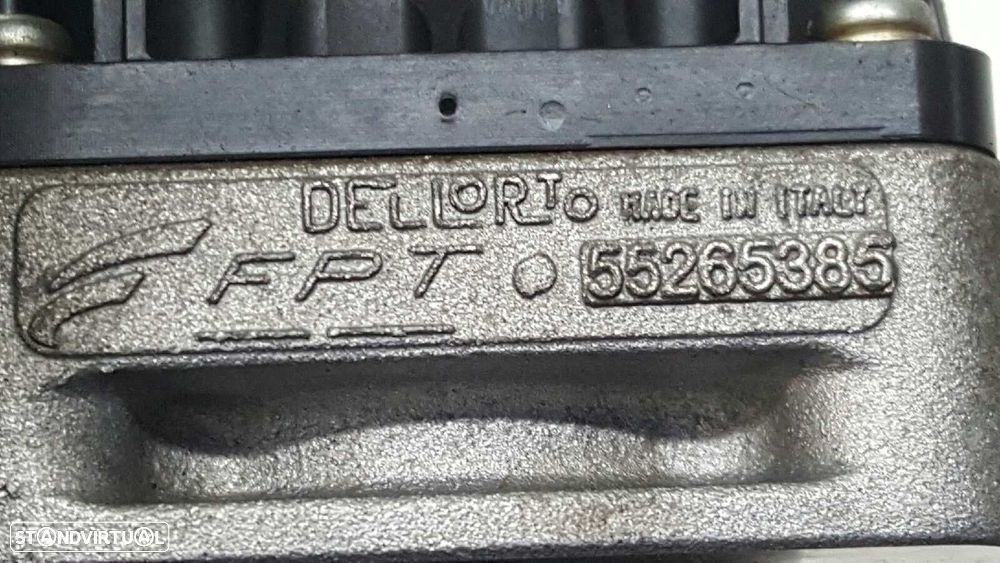 DELLORTO MADE IN ITALY
FPT 55265385
STANDVIRTUAL